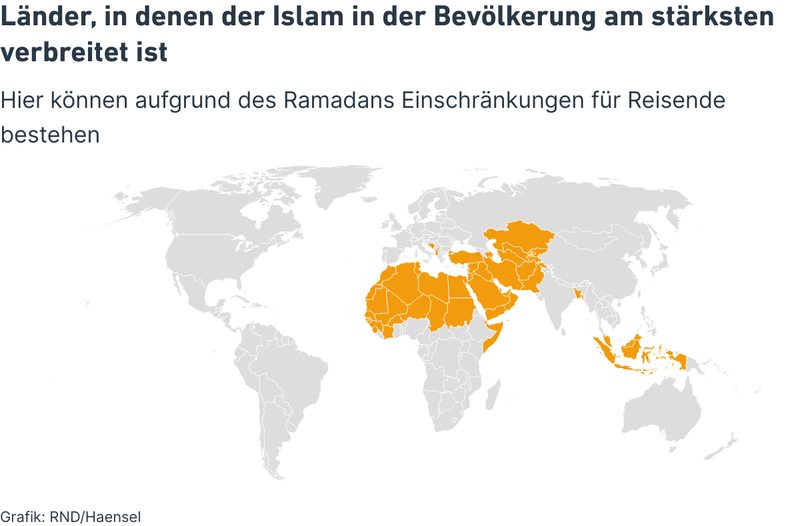 Länder, in denen der Islam in der Bevölkerung am stärksten
verbreitet ist
Hier können aufgrund des Ramadans Einschränkungen für Reisende
bestehen
Grafik: RND/Haensel